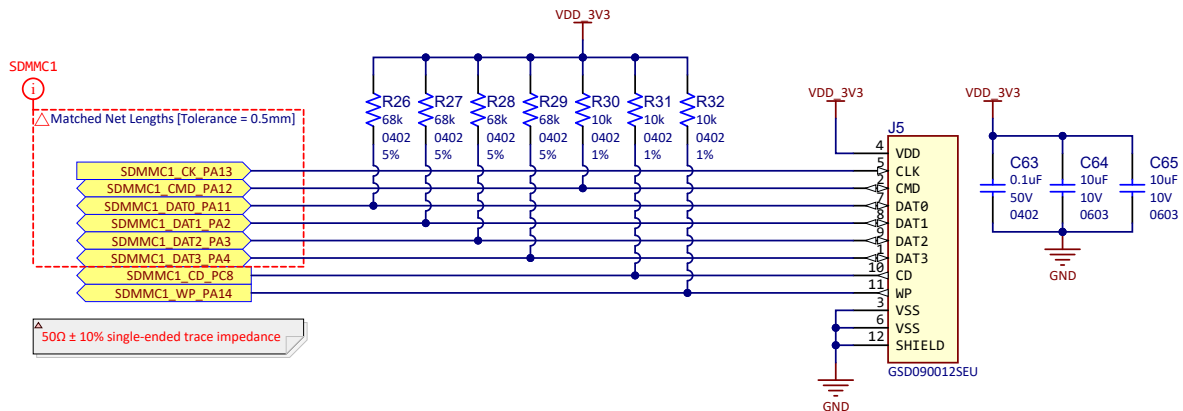 VDD_3V3
SDMMC1
i
Matched Net Lengths [Tolerance = 0.5mm]
R26
68k
0402
5%
R27
68k
0402
5%
R28
68k
0402
5%
R29
68k
0402
5%
R30
10k
0402
1%
R31
10k
0402
1%
R32
10k
0402
1%
VDD_3V3
VDD_3V3
J5
SDMMC1_CK_PA13
SDMMC1_CMD_PA12
SDMMC1_DAT0_PA11
SDMMC1_DAT1_PA2
SDMMC1_DAT2_PA3
SDMMC1_DAT3_PA4
SDMMC1_CD_PC8
SDMMC1_WP_PA14
4 VDD
5 CLK
2 CMD
7 DAT0
8 DAT1
9 DAT2
1 DAT3
10 CD
11 WP
3 VSS
6 VSS
12 SHIELD
GSD090012SEU
GND
C63
0.1uF
50V
0402
C64
10uF
10V
0603
C65
10uF
10V
0603
GND
50Ω ± 10% single-ended trace impedance